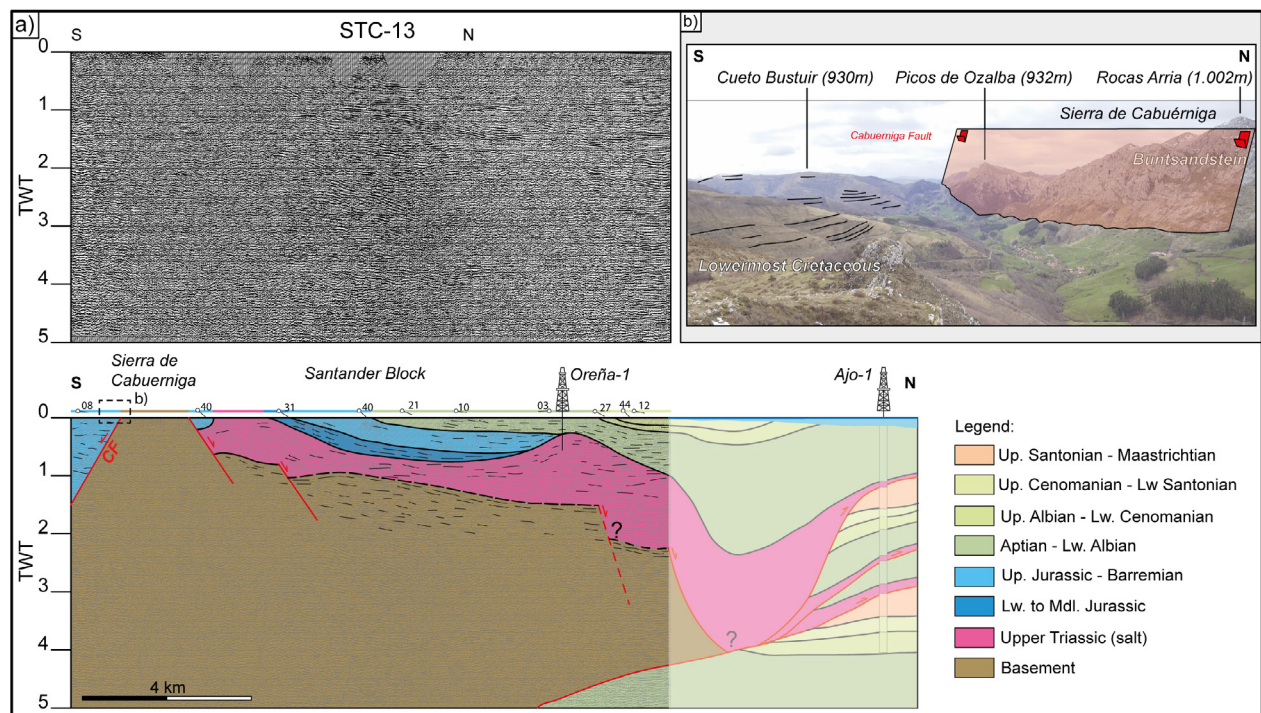 a)
S
STC-13
N
0
1
2
3
4
5
TWT
b)
S
N
Cueto Bustuir (930m)
Picos de Ozalba (932m)
Rocas Arria (1.002m)
Sierra de Cabuérniga
Cabuerniga Fault
Buntsandstein
Lowermost Cretaceous
Sierra de
Cabuerniga
S
Santander Block
Oreña-1
Ajo-1
N
08
b)
40
31
40
21
10
03
27
44
12
0
1
2
3
4
5
TWT
CF
?
?
4 km
Legend:
Up. Santonian - Maastrichtian
Up. Cenomanian - Lw Santonian
Up. Albian - Lw. Cenomanian
Aptian - Lw. Albian
Up. Jurassic - Barremian
Lw. to Mdl. Jurassic
Upper Triassic (salt)
Basement